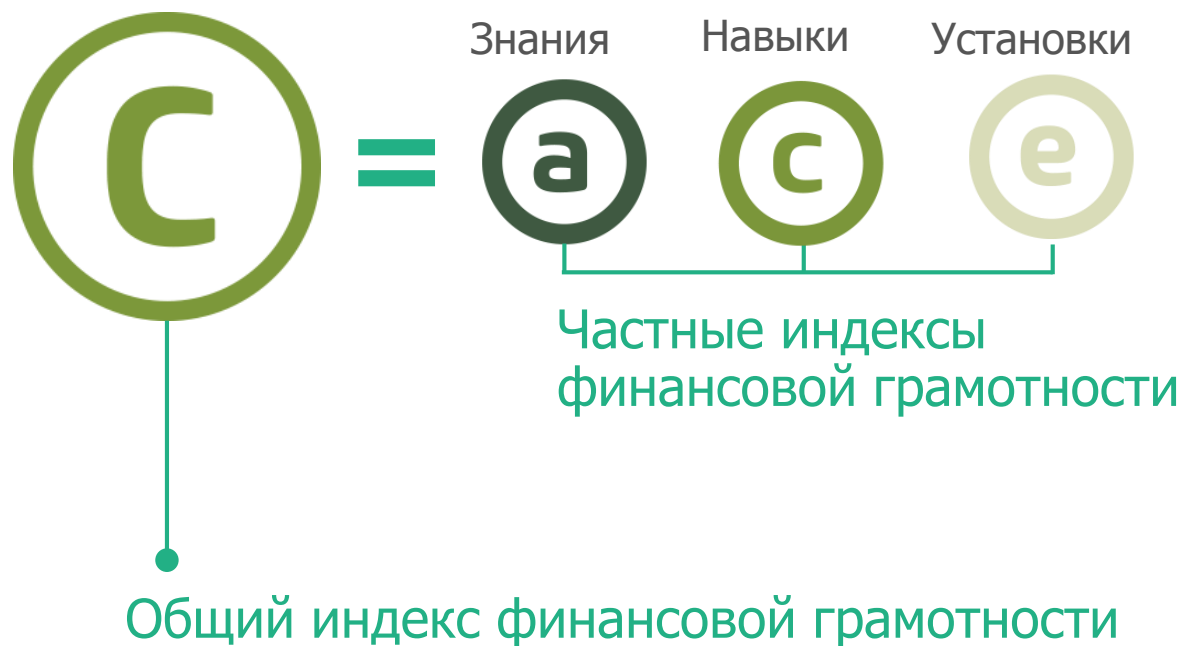 Знания Навыки Установки
c = a c e
Частные индексы
финансовой грамотности
Общий индекс финансовой грамотности